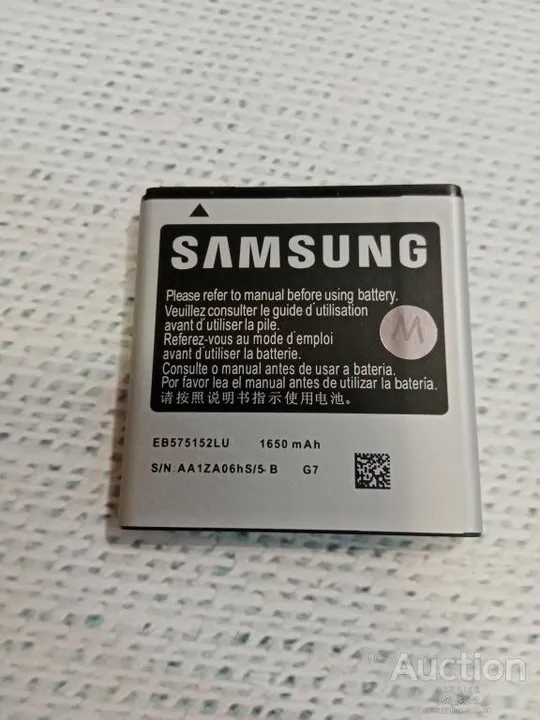 SAMSUNG
Please refer to manual before using battery.
Veuillez consulter le guide d'utilisation
avant d'utiliser la pile.
Referez-vous au mode d'emploi
avant d'utiliser la batterie.
Consulte o manual antes de usar a bateria.
Por favor lea el manual antes de utilizar la batería.
请按照说明书指示使用电池。
M
EB575152LU 1650 mAh
S/N:AA1ZA06hS/5-B G7
Auction